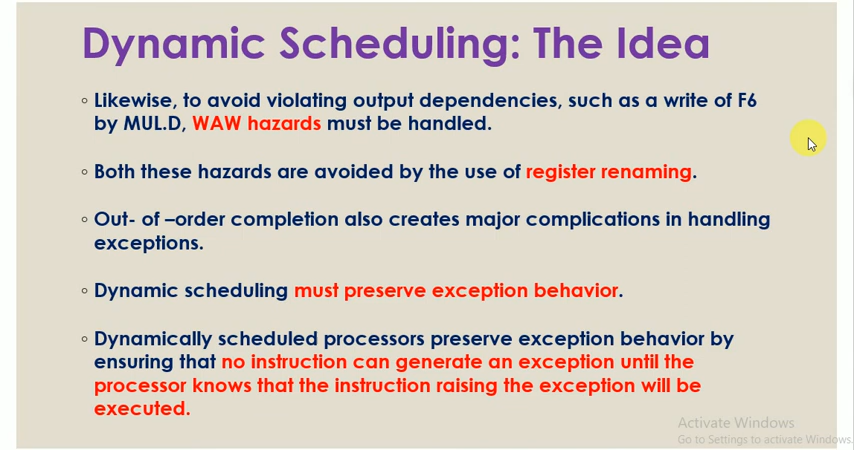 Dynamic Scheduling: The Idea
◦ Likewise, to avoid violating output dependencies, such as a write of F6
by MUL.D, WAW hazards must be handled.
◦ Both these hazards are avoided by the use of register renaming.
◦ Out- of –order completion also creates major complications in handling
exceptions.
◦ Dynamic scheduling must preserve exception behavior.
◦ Dynamically scheduled processors preserve exception behavior by
ensuring that no instruction can generate an exception until the
processor knows that the instruction raising the exception will be
executed.
Activate Windows
Go to Settings to activate Windows.